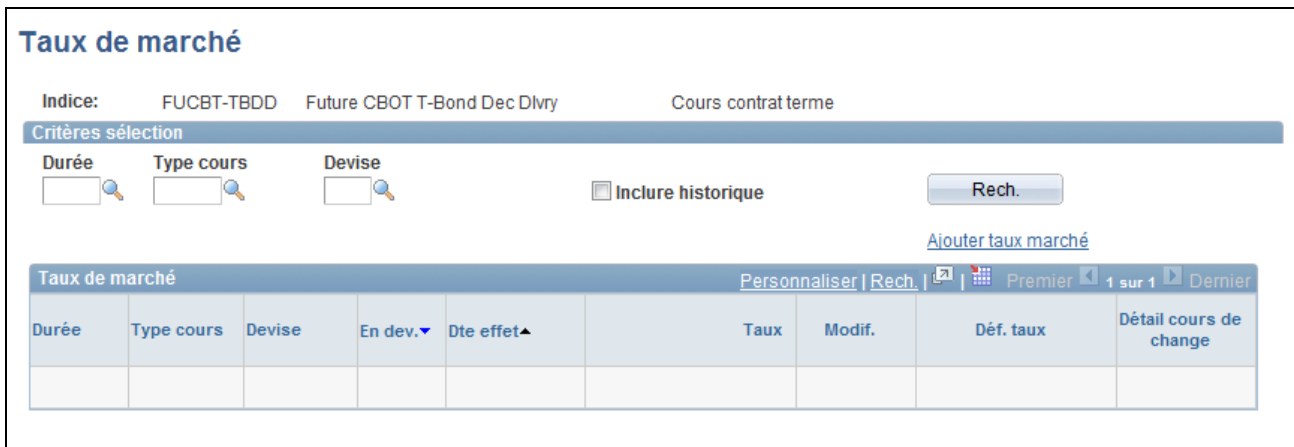 Taux de marché
Indice: FUCBT-TBDD Future CBOT T-Bond Dec Dlvry Cours contrat terme
Critères sélection
Durée Type cours Devise
Inclure historique Rech.
Ajouter taux marché
Taux de marché Personnaliser | Rech. | | Premier 1 sur 1 Dernier
Durée Type cours Devise En dev. Dte effet Taux Modif. Déf. taux Détail cours de
change